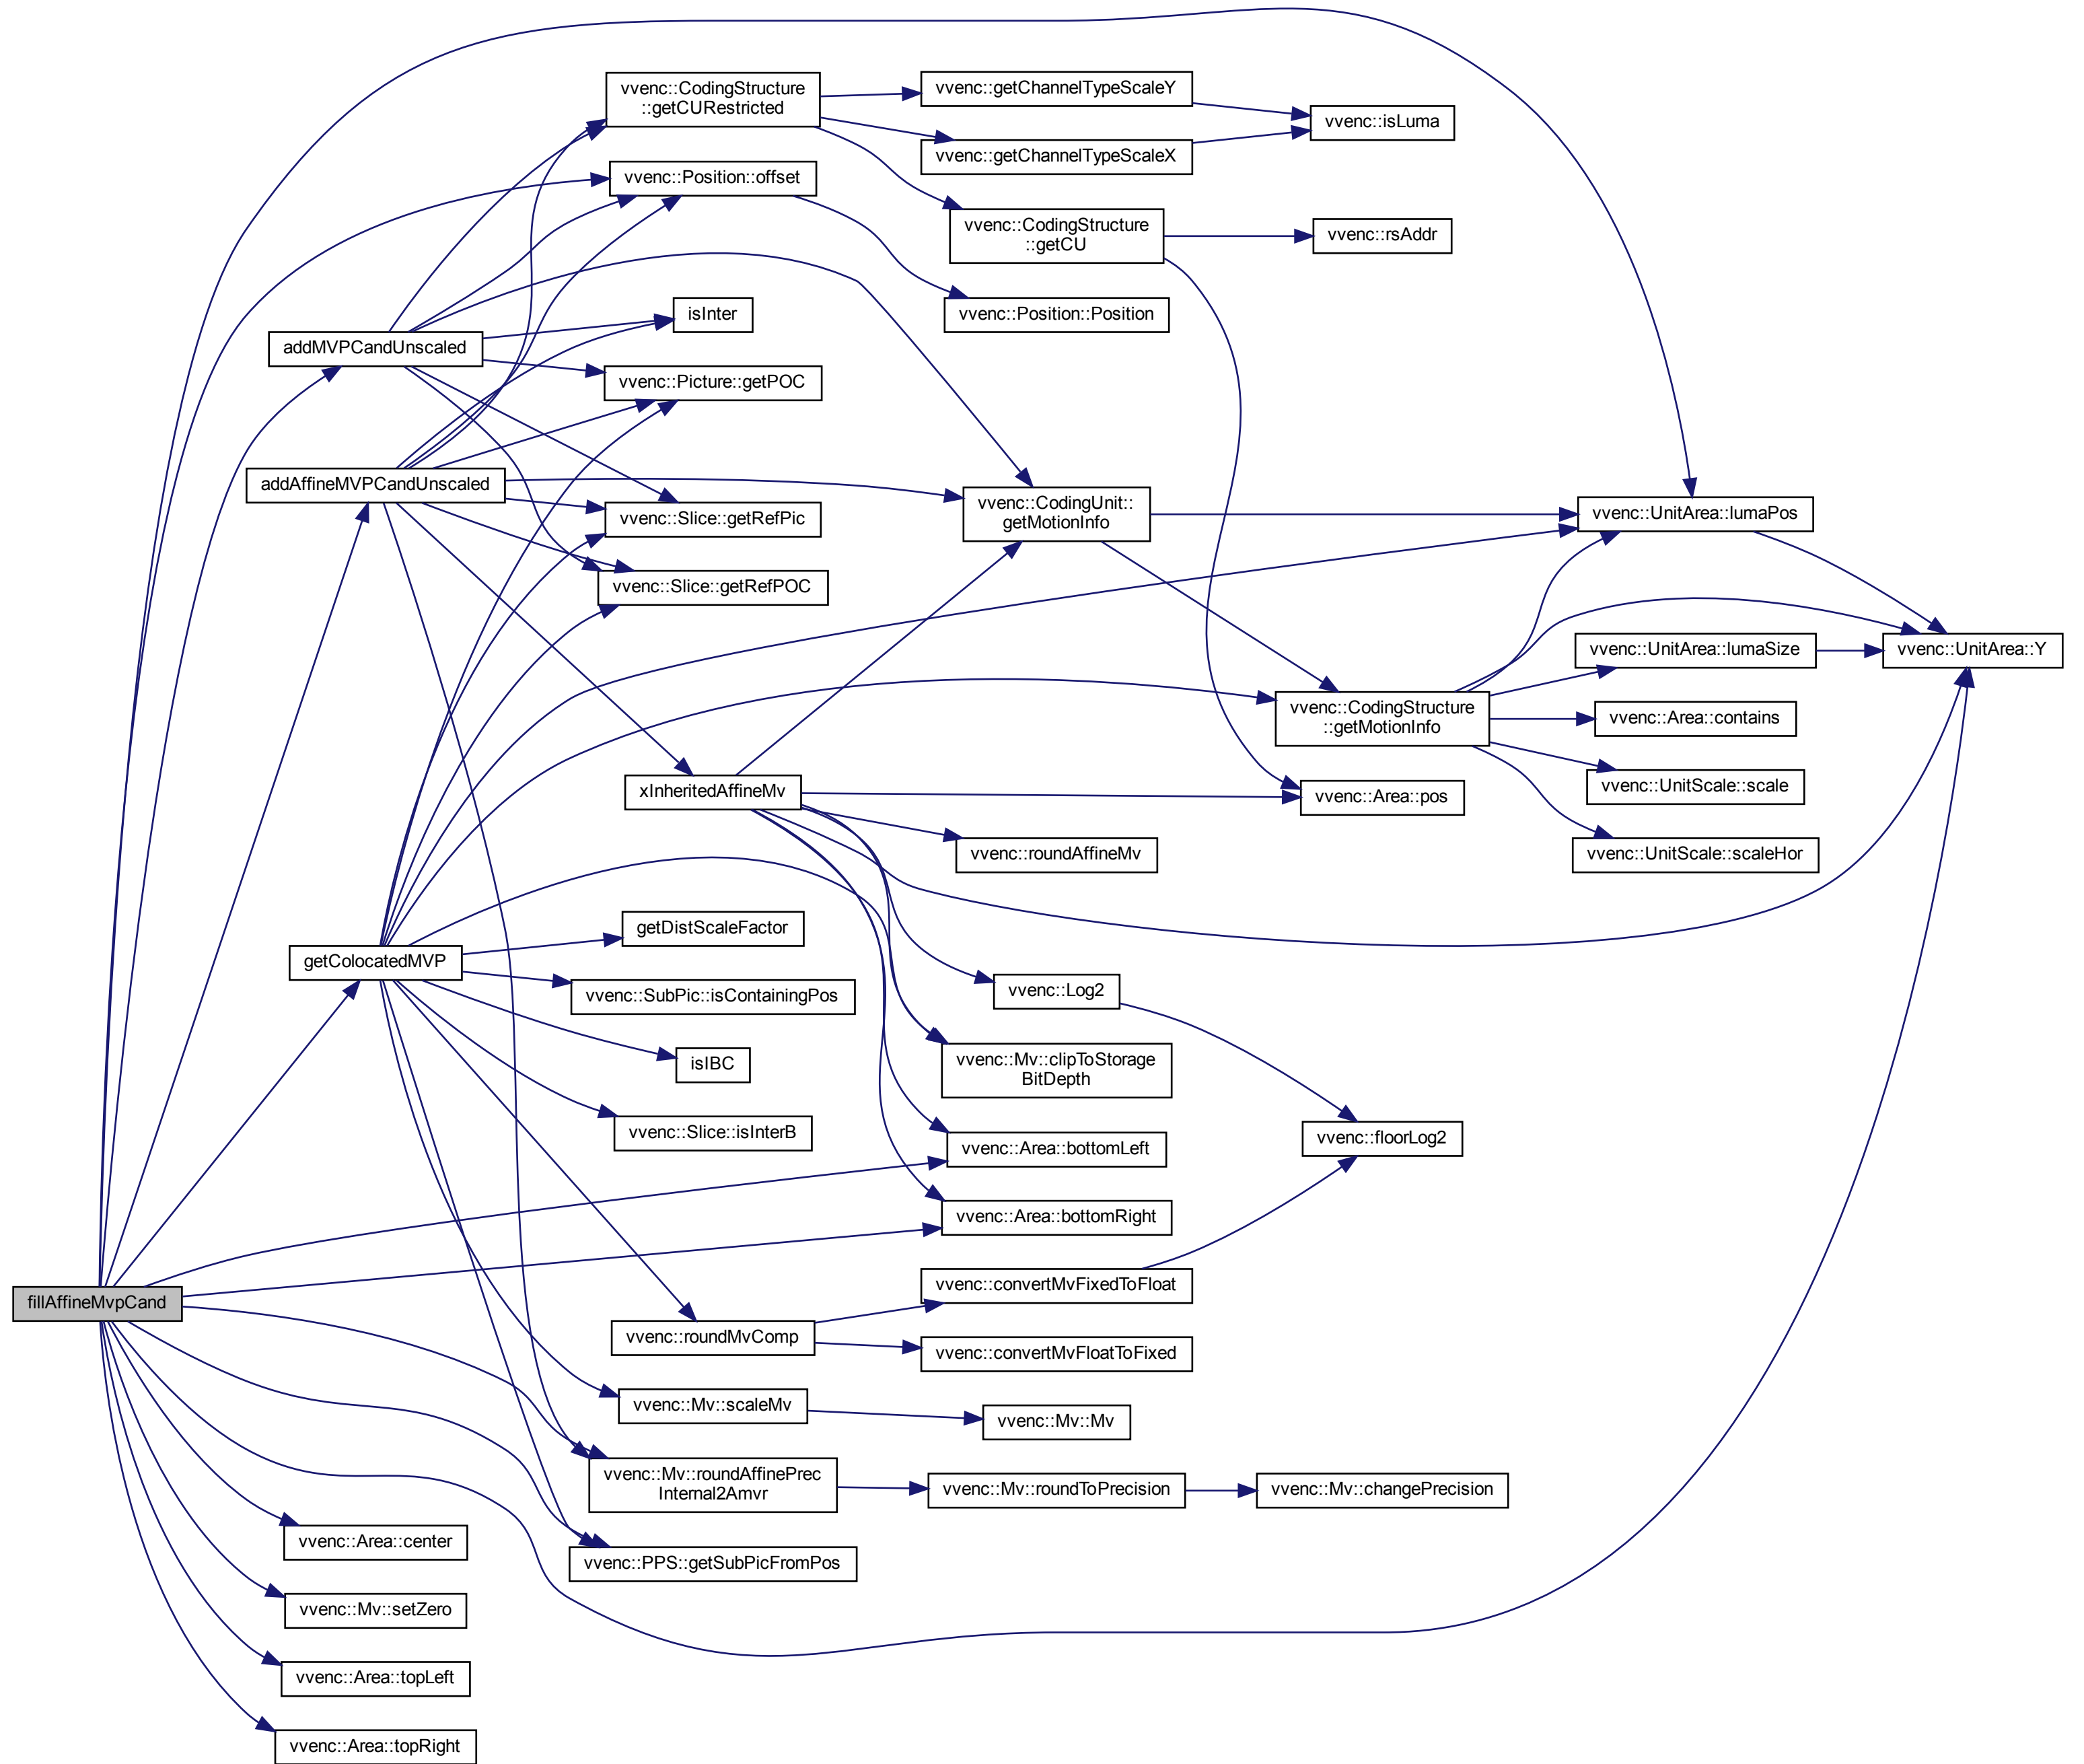 vvenc::CodingStructure
::getCURestricted
vvenc::getChannelTypeScaleY
vvenc::isLuma
vvenc::getChannelTypeScaleX
vvenc::Position::offset
vvenc::CodingStructure
::getCU
vvenc::rsAddr
isInter
vvenc::Position::Position
addMVPCandUnscaled
vvenc::Picture::getPOC
addAffineMVPCandUnscaled
vvenc::Slice::getRefPic
vvenc::CodingUnit::
getMotionInfo
vvenc::UnitArea::lumaPos
vvenc::Slice::getRefPOC
vvenc::UnitArea::lumaSize
vvenc::UnitArea::Y
vvenc::CodingStructure
::getMotionInfo
vvenc::Area::contains
vvenc::UnitScale::scale
xInheritedAffineMv
vvenc::Area::pos
vvenc::roundAffineMv
vvenc::UnitScale::scaleHor
getDistScaleFactor
getColocatedMVP
vvenc::SubPic::isContainingPos
vvenc::Log2
isIBC
vvenc::Mv::clipToStorage
BitDepth
vvenc::Slice::isInterB
vvenc::Area::bottomLeft
vvenc::floorLog2
vvenc::Area::bottomRight
fillAffineMvpCand
vvenc::convertMvFixedToFloat
vvenc::roundMvComp
vvenc::convertMvFloatToFixed
vvenc::Mv::scaleMv
vvenc::Mv::Mv
vvenc::Mv::roundAffinePrec
Internal2Amvr
vvenc::Mv::roundToPrecision
vvenc::Mv::changePrecision
vvenc::Area::center
vvenc::PPS::getSubPicFromPos
vvenc::Mv::setZero
vvenc::Area::topLeft
vvenc::Area::topRight